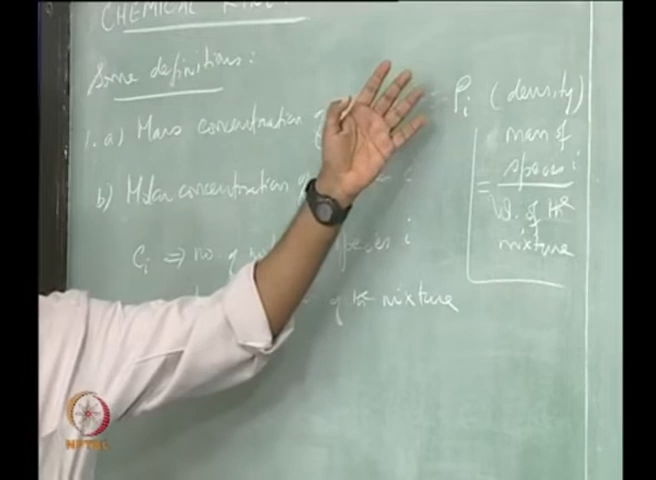 CHEMICAL
Some definitions:
1. a) Mass concentration
ρi (density)
= mass of
species i
Vol. of the
mixture
b) Molar concentration of
Ci ⇒ no. of species i
of the mixture
NPTEL